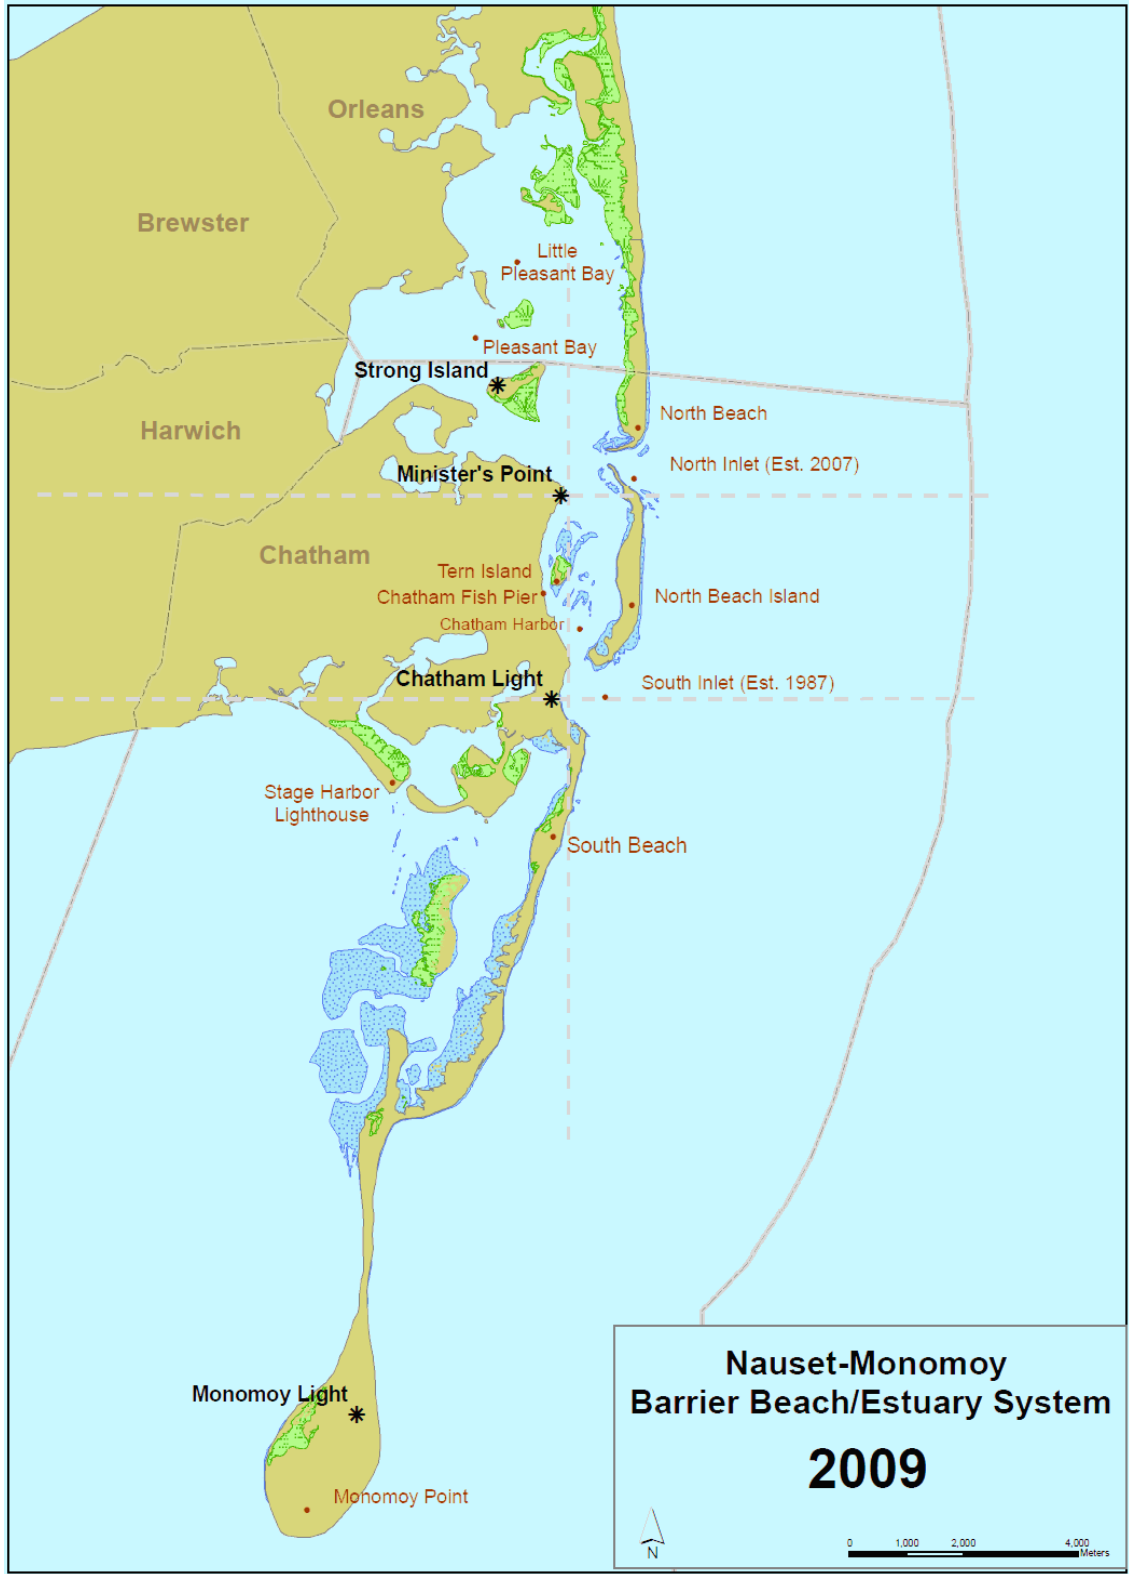 Orleans
Brewster
Little
Pleasant Bay
Pleasant Bay
Strong Island
North Beach
Harwich
North Inlet (Est. 2007)
Minister's Point
Chatham
Tern Island
Chatham Fish Pier
North Beach Island
Chatham Harbor
Chatham Light
South Inlet (Est. 1987)
Stage Harbor
Lighthouse
South Beach
Monomoy Light
Monomoy Point
Nauset-Monomoy
Barrier Beach/Estuary System
2009
N
0 1,000 2,000 4,000
Meters